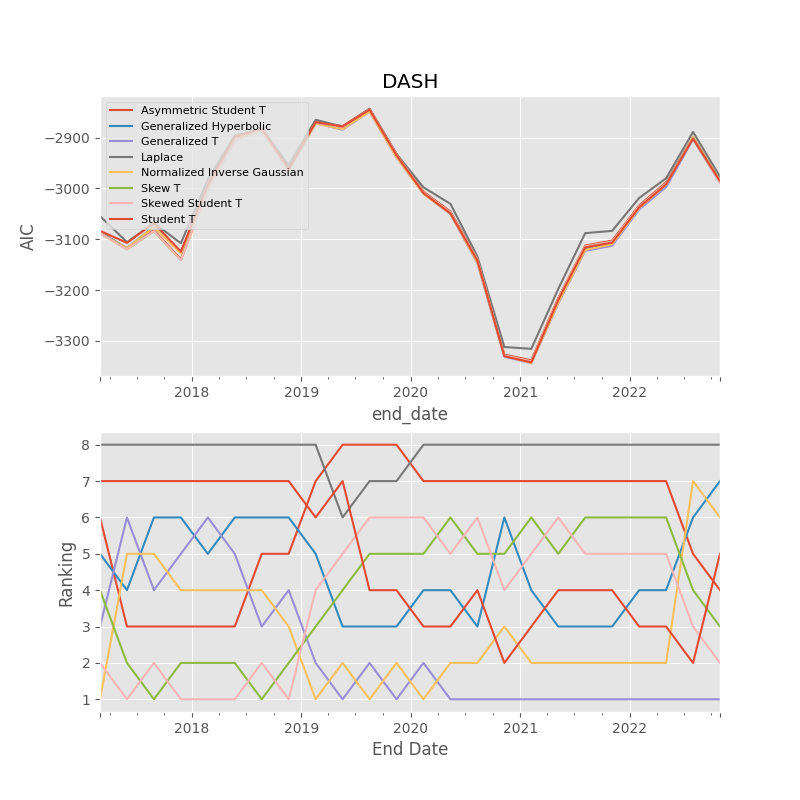 DASH
AIC
−2900
−3000
−3100
−3200
−3300
Asymmetric Student T
Generalized Hyperbolic
Generalized T
Laplace
Normalized Inverse Gaussian
Skew T
Skewed Student T
Student T
2018 2019 2020 2021 2022
end_date
Ranking
8
7
6
5
4
3
2
1
2018 2019 2020 2021 2022
End Date